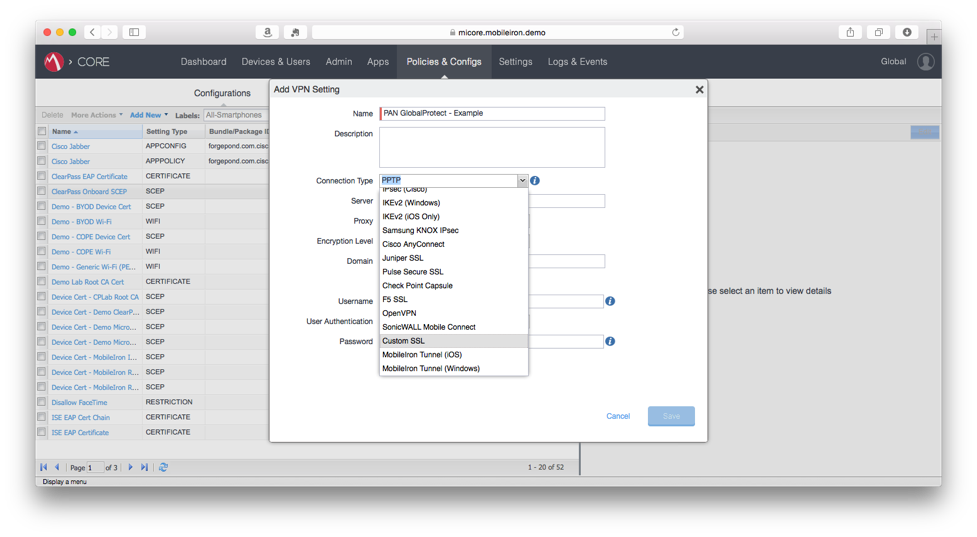 micore.mobileiron.demo
CORE
Dashboard Devices & Users Admin Apps Policies & Configs Settings Logs & Events Global
Configurations
Delete More Actions Add New Labels: All-Smartphones
Name Setting Type Bundle/Package ID
Cisco Jabber APPCONFIG forgepond.com.cisc
Cisco Jabber APPPOLICY forgepond.com.cisc
ClearPass EAP Certificate CERTIFICATE
ClearPass Onboard SCEP SCEP
Demo - BYOD Device Cert SCEP
Demo - BYOD Wi-Fi WIFI
Demo - COPE Device Cert SCEP
Demo - COPE Wi-Fi WIFI
Demo - Generic Wi-Fi (PE... WIFI
Demo Lab Root CA Cert CERTIFICATE
Device Cert - CPLab Root CA SCEP
Device Cert - Demo ClearP... SCEP
Device Cert - Demo Micro... SCEP
Device Cert - Demo Micro... SCEP
Device Cert - MobileIron I... SCEP
Device Cert - MobileIron R... SCEP
Device Cert - MobileIron R... SCEP
Disallow FaceTime RESTRICTION
ISE EAP Cert Chain CERTIFICATE
ISE EAP Certificate CERTIFICATE
Page 1 of 3
1 - 20 of 52
Display a menu
Add VPN Setting
Name PAN GlobalProtect - Example
Description
Connection Type PPTP
Server
Proxy
Encryption Level
Domain
Username
User Authentication
Password
IPsec (Cisco)
IKEv2 (Windows)
IKEv2 (iOS Only)
Samsung KNOX IPsec
Cisco AnyConnect
Juniper SSL
Pulse Secure SSL
Check Point Capsule
F5 SSL
OpenVPN
SonicWALL Mobile Connect
Custom SSL
MobileIron Tunnel (iOS)
MobileIron Tunnel (Windows)
Cancel Save
se select an item to view details